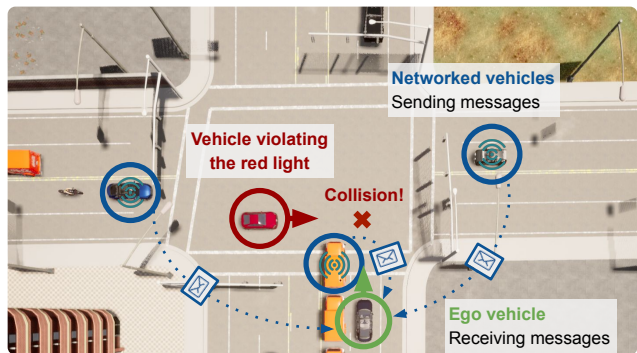 Networked vehicles
Sending messages
Vehicle violating
the red light
Collision!
Ego vehicle
Receiving messages